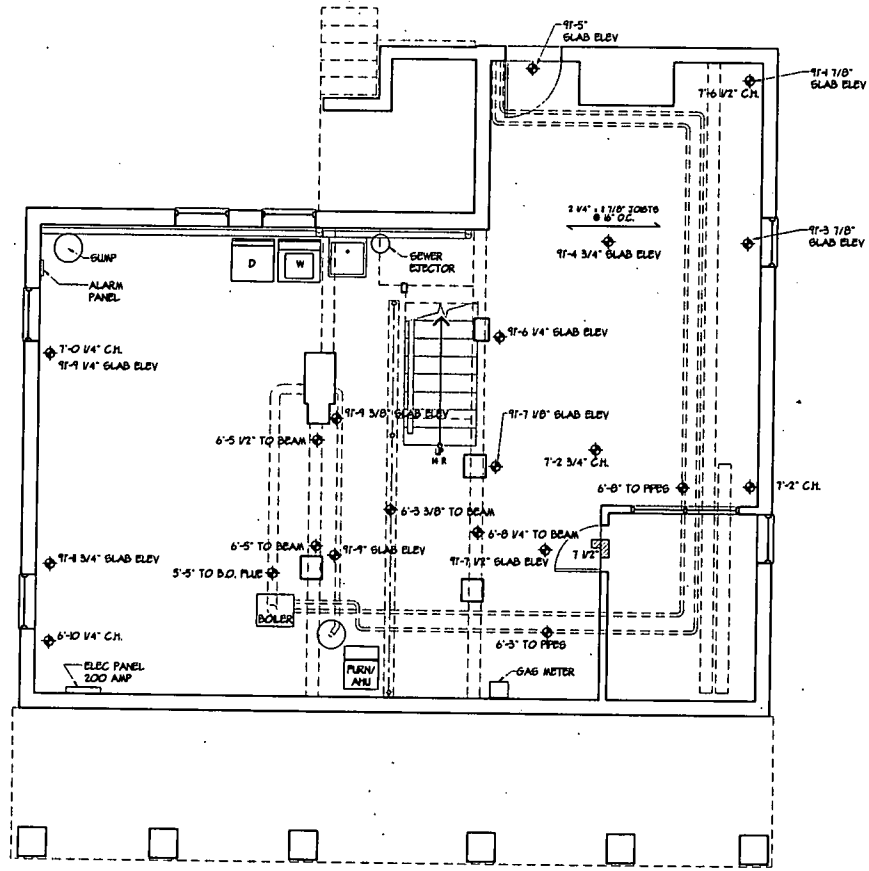 91'-5"
SLAB ELEV
91'-1 7/8"
SLAB ELEV
7'-6 1/2" C.H.
2 1/4" x 8 7/8" JOISTS
@ 16" O.C.
91'-3 7/8"
SLAB ELEV
91'-4 3/4" SLAB ELEV
SUMP
D
W
SEWER
EJECTOR
ALARM
PANEL
91'-6 1/4" SLAB ELEV
7'-0 1/4" C.H.
91'-9 1/4" SLAB ELEV
91'-9 3/8" SLAB ELEV
91'-7 1/8" SLAB ELEV
6'-5 1/2" TO BEAM
UP
14 R
7'-2 3/4" C.H.
6'-8" TO PIPES
7'-2" C.H.
6'-3 3/8" TO BEAM
6'-8 1/4" TO BEAM
6'-5" TO BEAM
91'-9" SLAB ELEV
91'-7 1/2" SLAB ELEV
7 1/2"
91'-11 3/4" SLAB ELEV
5'-5" TO B.O. FLUE
BOILER
6'-10 1/4" C.H.
6'-3" TO PIPES
ELEC PANEL
200 AMP
FURN/
AHU
GAS METER